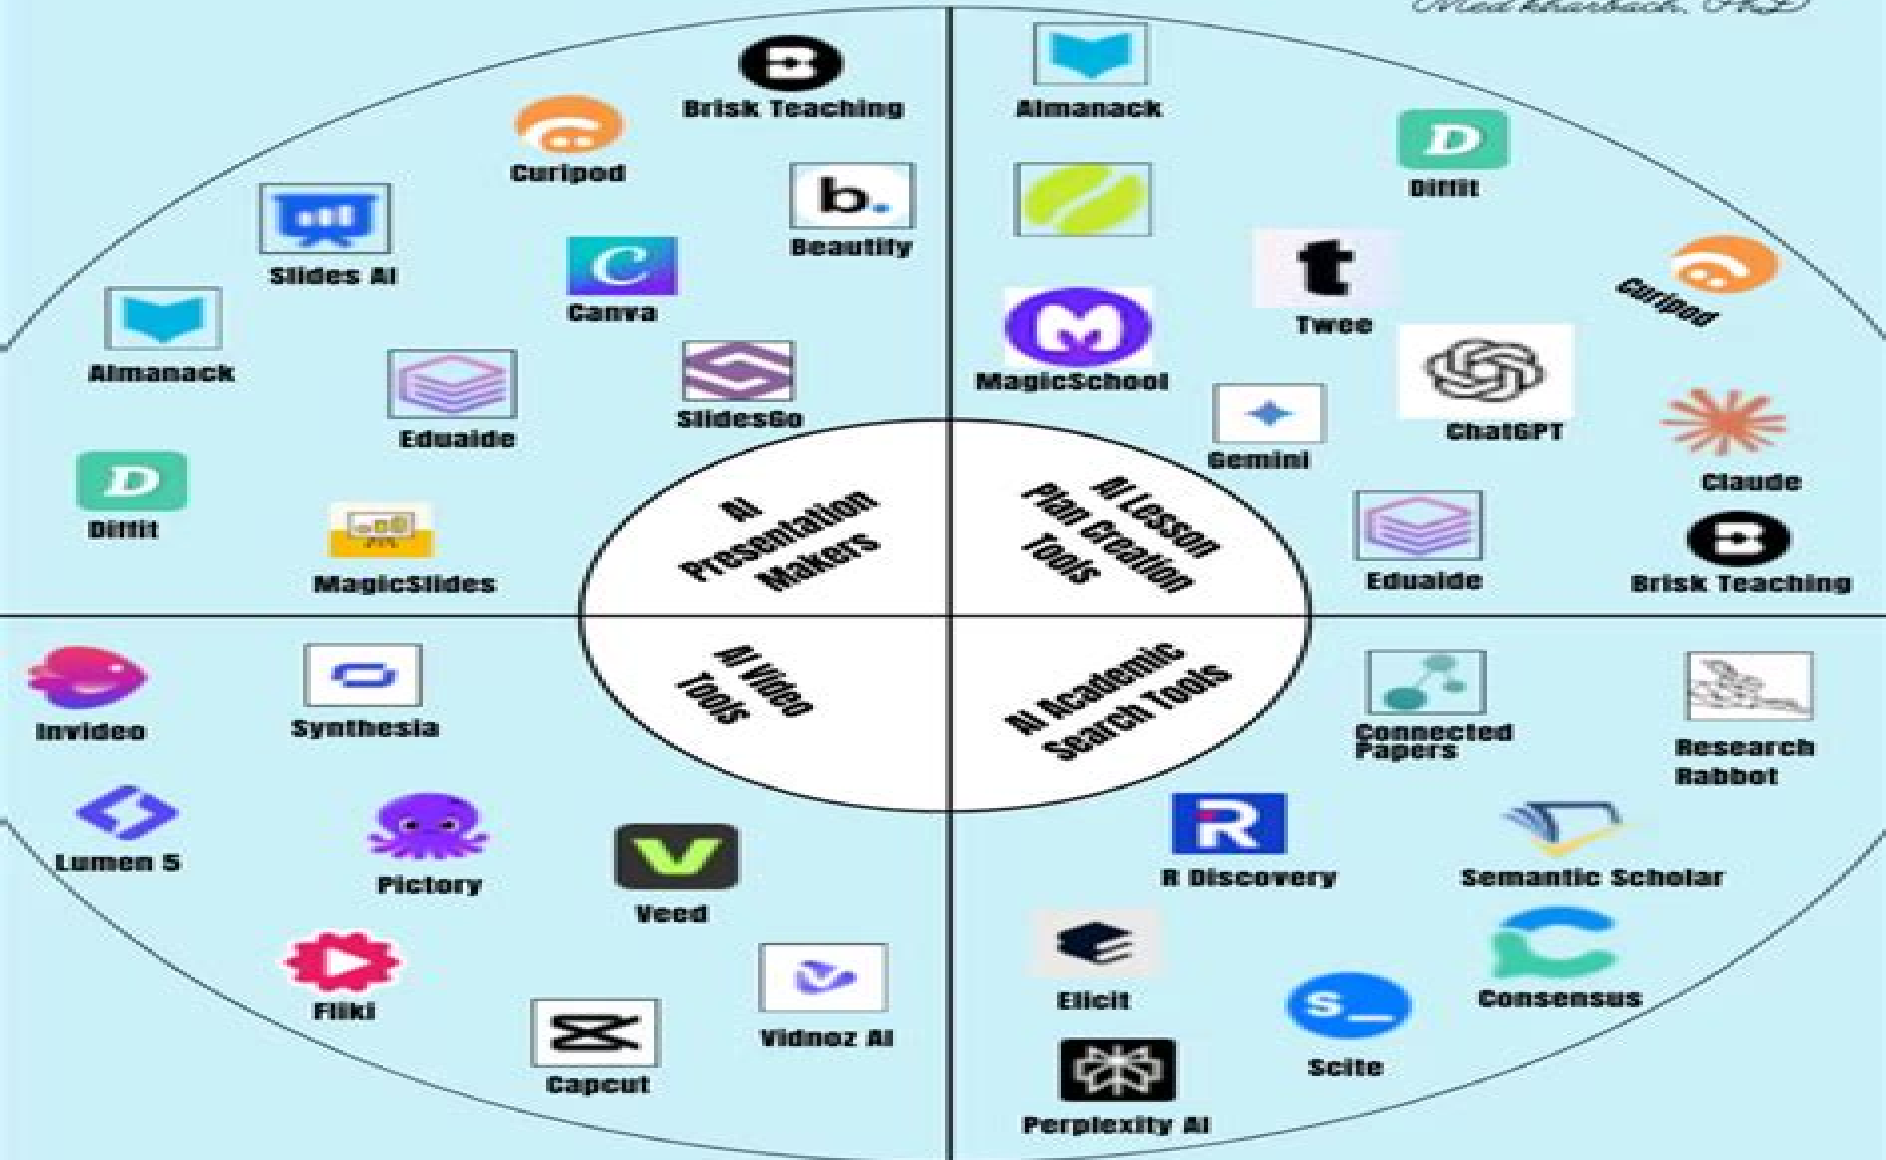 Med Kharbach, PhD
Brisk Teaching
Curipod
Beautify
Slides AI
Canva
Almanack
SlidesGo
Eduaide
Diffit
MagicSlides
AI
Presentation
Makers
Almanack
Diffit
Curipod
Twee
MagicSchool
ChatGPT
Gemini
Claude
Eduaide
Brisk Teaching
AI Lesson
Plan Creation
Tools
Invideo
Synthesia
Lumen 5
Pictory
Veed
Fliki
Vidnoz AI
Capcut
AI Video
Tools
AI Academic
Search Tools
Connected
Papers
Research
Rabbot
R Discovery
Semantic Scholar
Elicit
Consensus
Scite
Perplexity AI